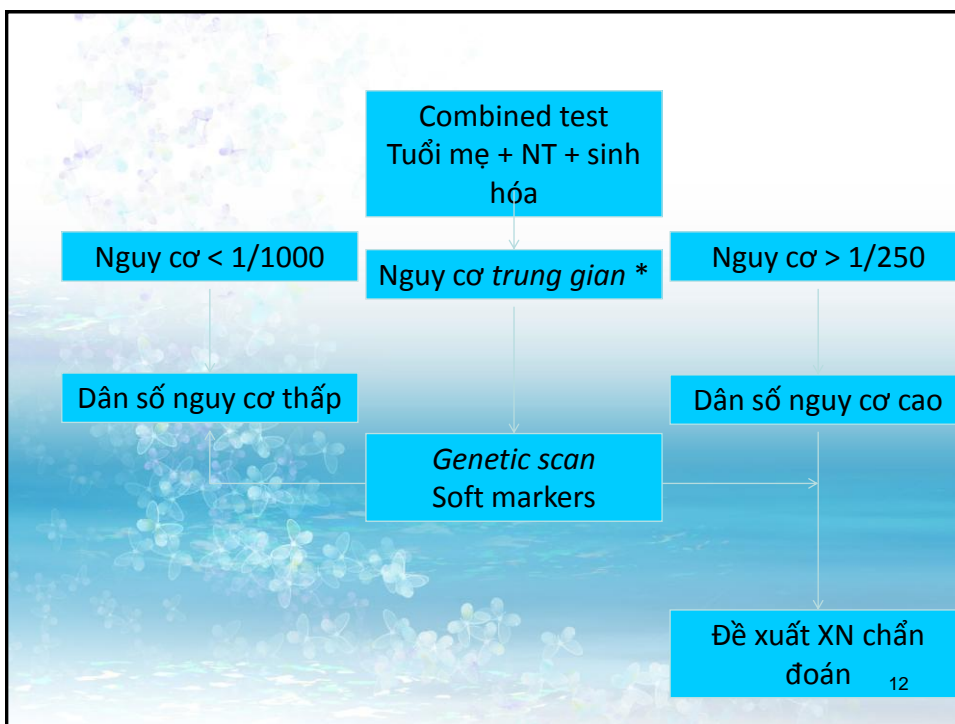 Combined test
Tuổi mẹ + NT + sinh
hóa
Nguy cơ < 1/1000
Nguy cơ trung gian *
Nguy cơ > 1/250
Dân số nguy cơ thấp
Dân số nguy cơ cao
Genetic scan
Soft markers
Đề xuất XN chẩn
đoán
12